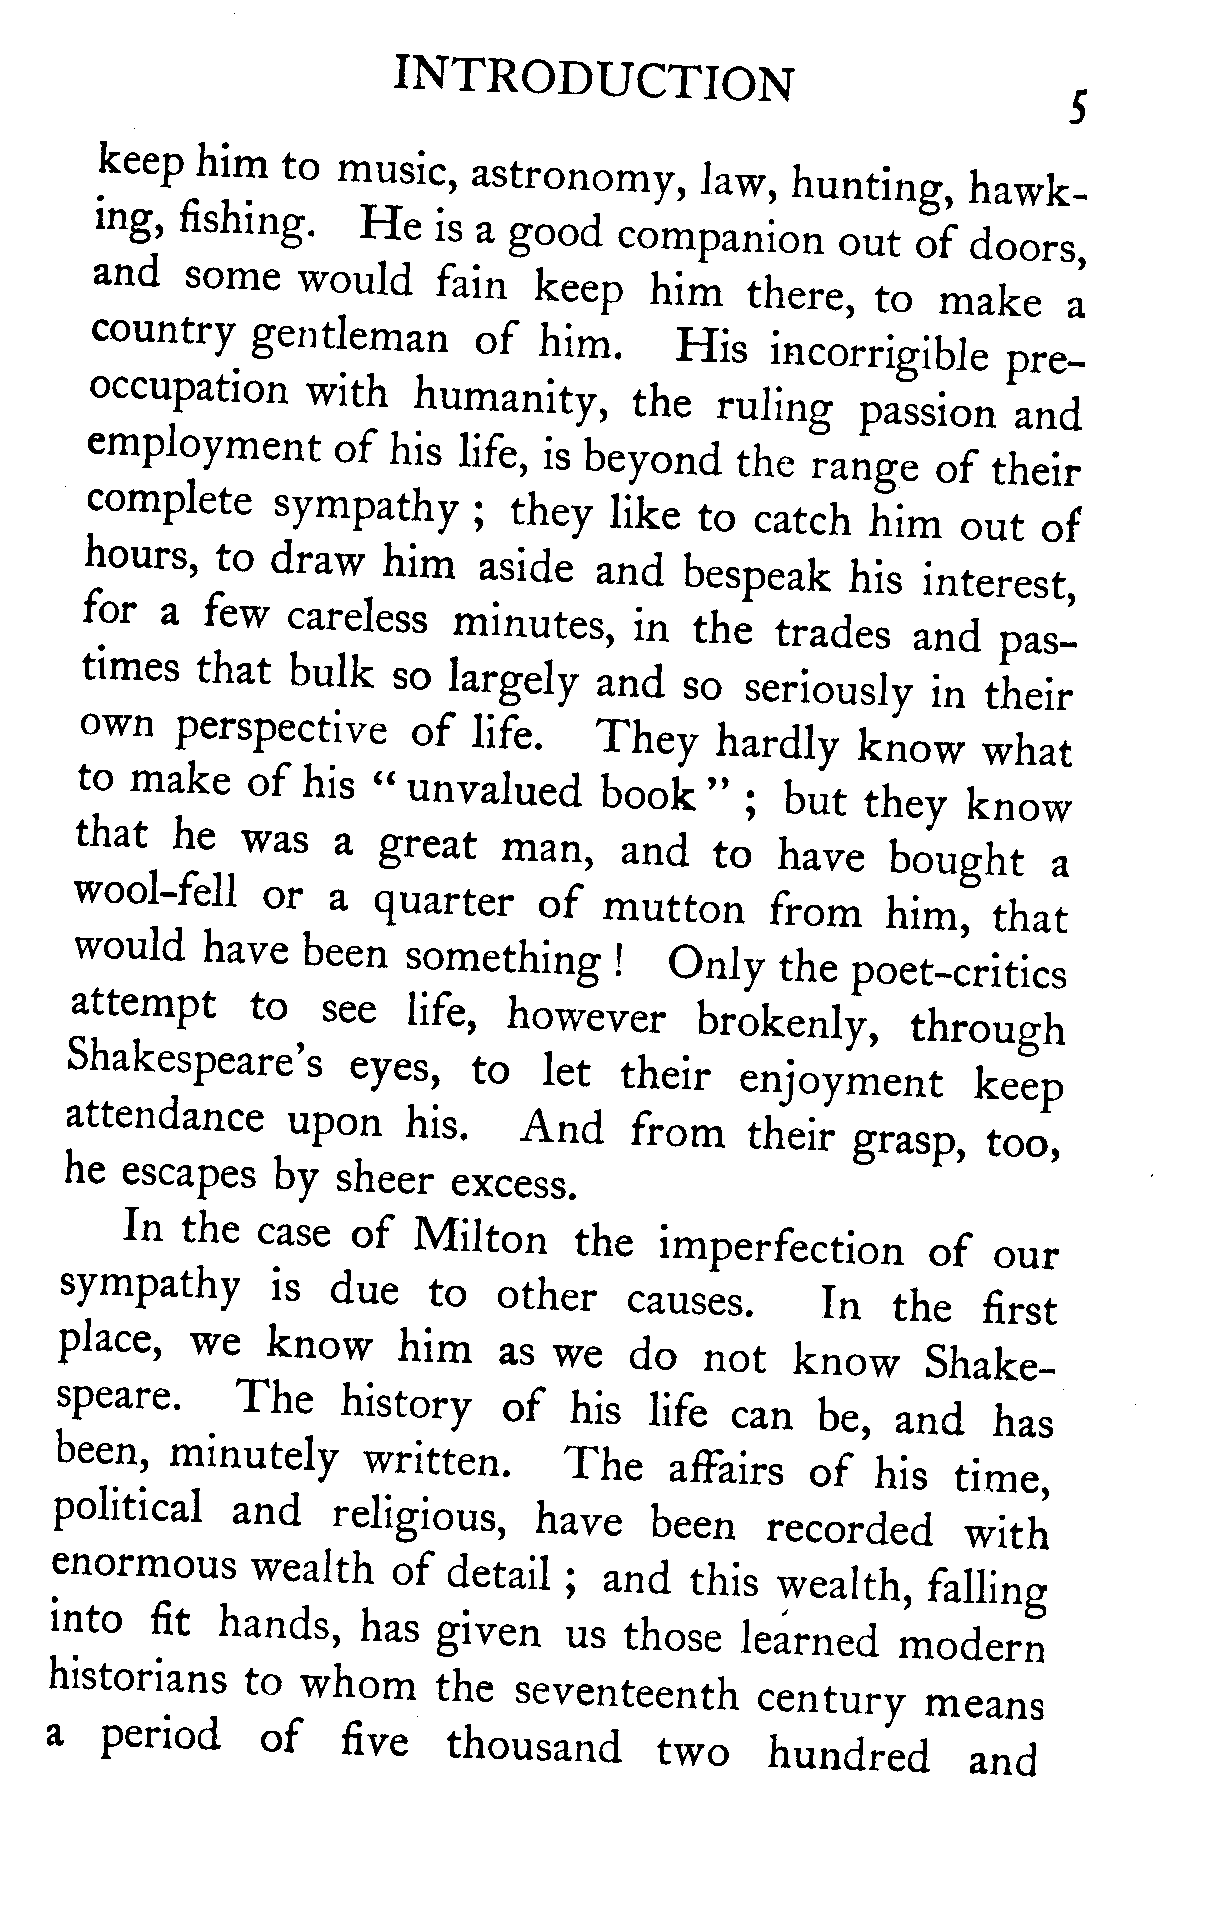 INTRODUCTION 5
keep him to music, astronomy, law, hunting, hawk-
ing, fishing. He is a good companion out of doors,
and some would fain keep him there, to make a
country gentleman of him. His incorrigible pre-
occupation with humanity, the ruling passion and
employment of his life, is beyond the range of their
complete sympathy ; they like to catch him out of
hours, to draw him aside and bespeak his interest,
for a few careless minutes, in the trades and pas-
times that bulk so largely and so seriously in their
own perspective of life. They hardly know what
to make of his “ unvalued book ” ; but they know
that he was a great man, and to have bought a
wool-fell or a quarter of mutton from him, that
would have been something ! Only the poet-critics
attempt to see life, however brokenly, through
Shakespeare’s eyes, to let their enjoyment keep
attendance upon his. And from their grasp, too,
he escapes by sheer excess.
In the case of Milton the imperfection of our
sympathy is due to other causes. In the first
place, we know him as we do not know Shake-
speare. The history of his life can be, and has
been, minutely written. The affairs of his time,
political and religious, have been recorded with
enormous wealth of detail ; and this wealth, falling
into fit hands, has given us those learned modern
historians to whom the seventeenth century means
a period of five thousand two hundred and